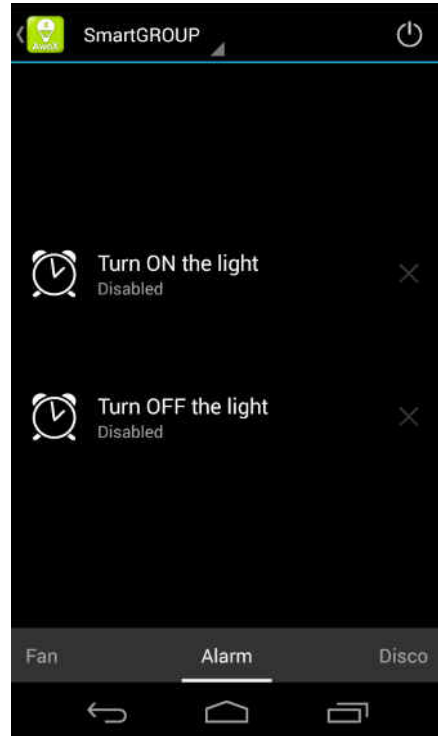 AwoX
SmartGROUP
Turn ON the light
Disabled
Turn OFF the light
Disabled
Fan
Alarm
Disco